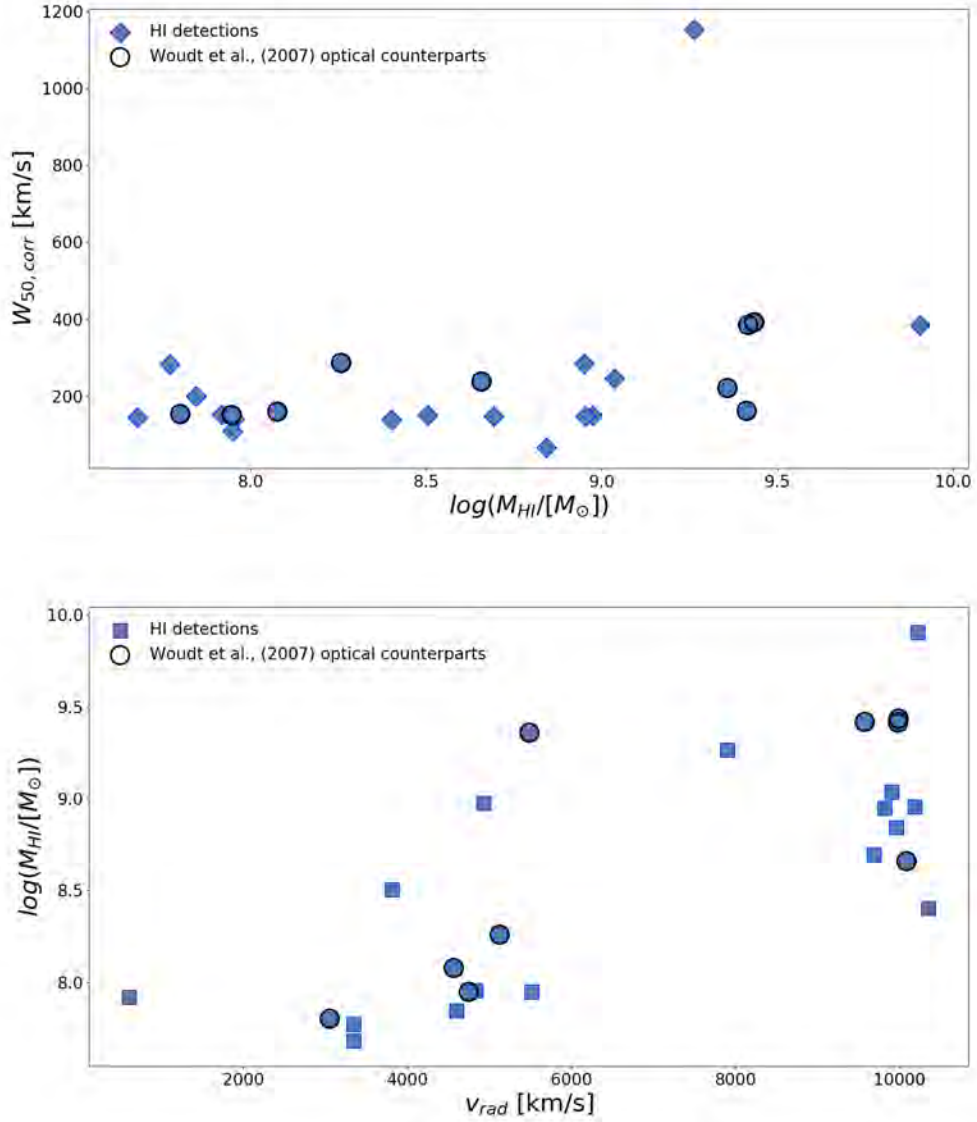 1200
1000
800
600
400
200
W50,corr [km/s]
HI detections
Woudt et al., (2007) optical counterparts
8.0 8.5 9.0 9.5 10.0
log(MHI/[M⊙])
10.0
9.5
9.0
8.5
8.0
log(MHI/[M⊙])
HI detections
Woudt et al., (2007) optical counterparts
2000 4000 6000 8000 10000
vrad [km/s]